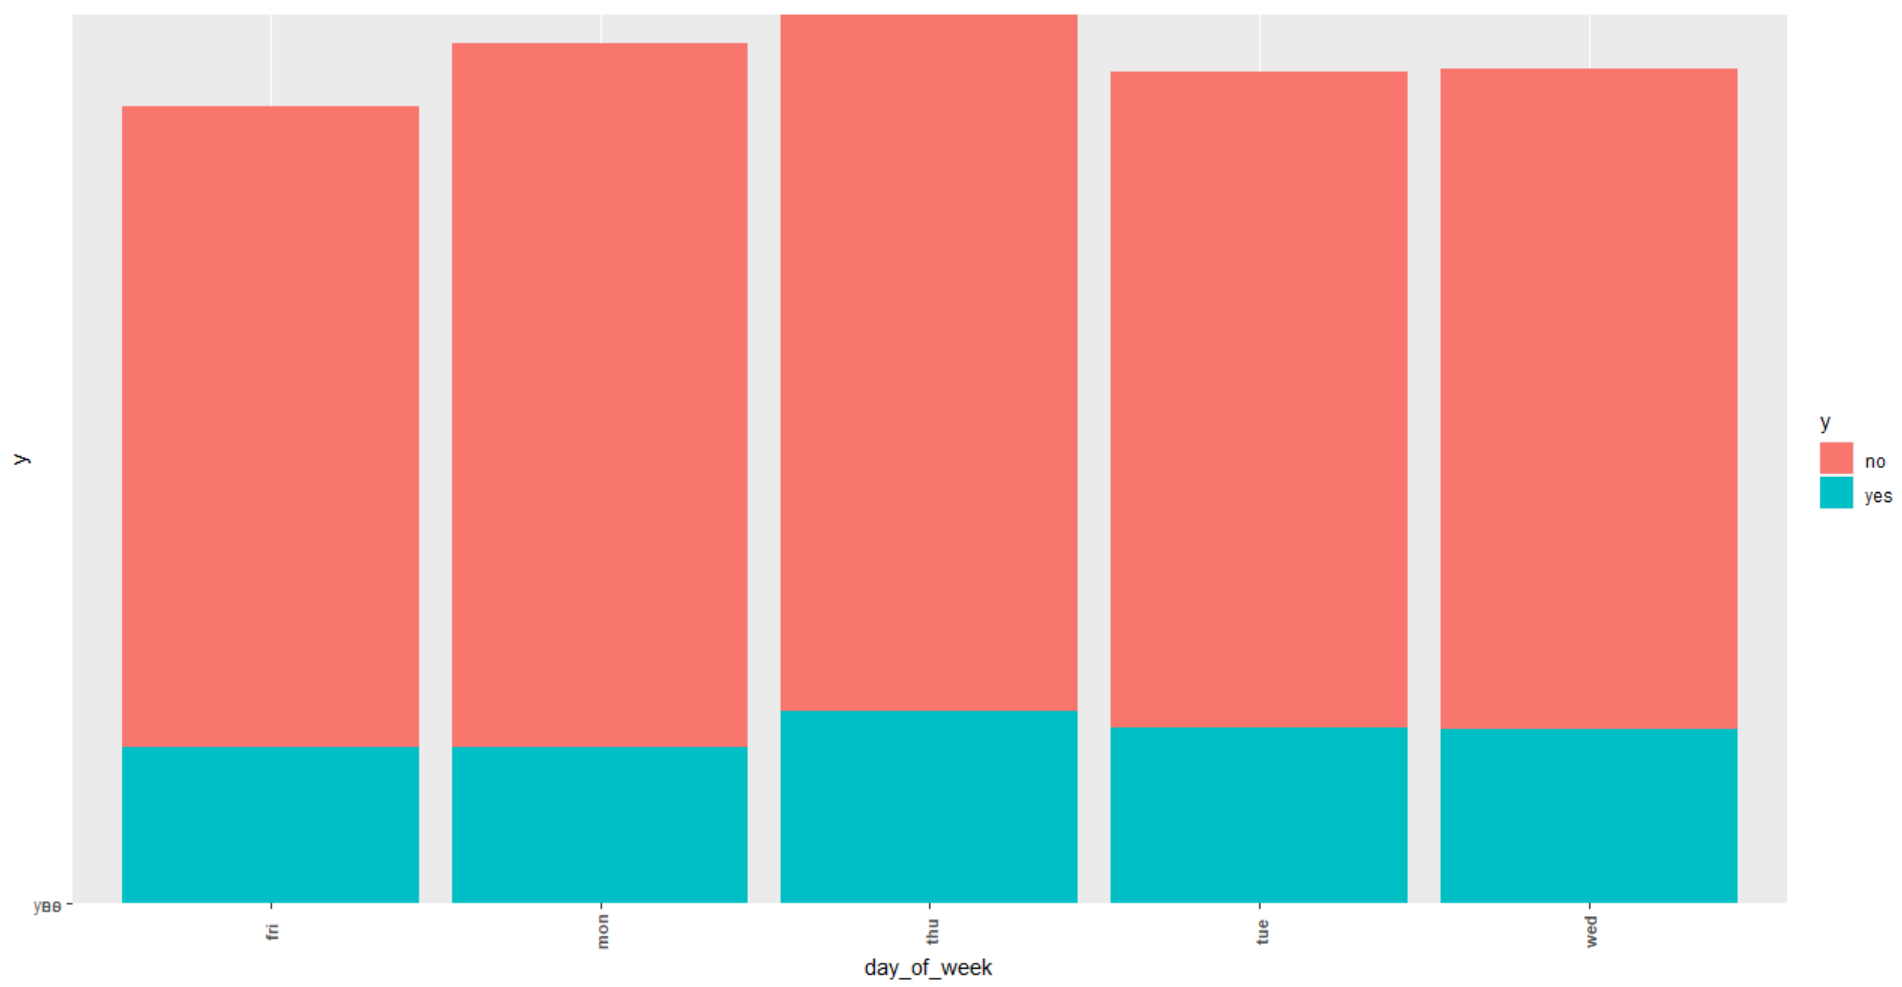 y
no
yes
y
fri
mon
thu
tue
wed
day_of_week